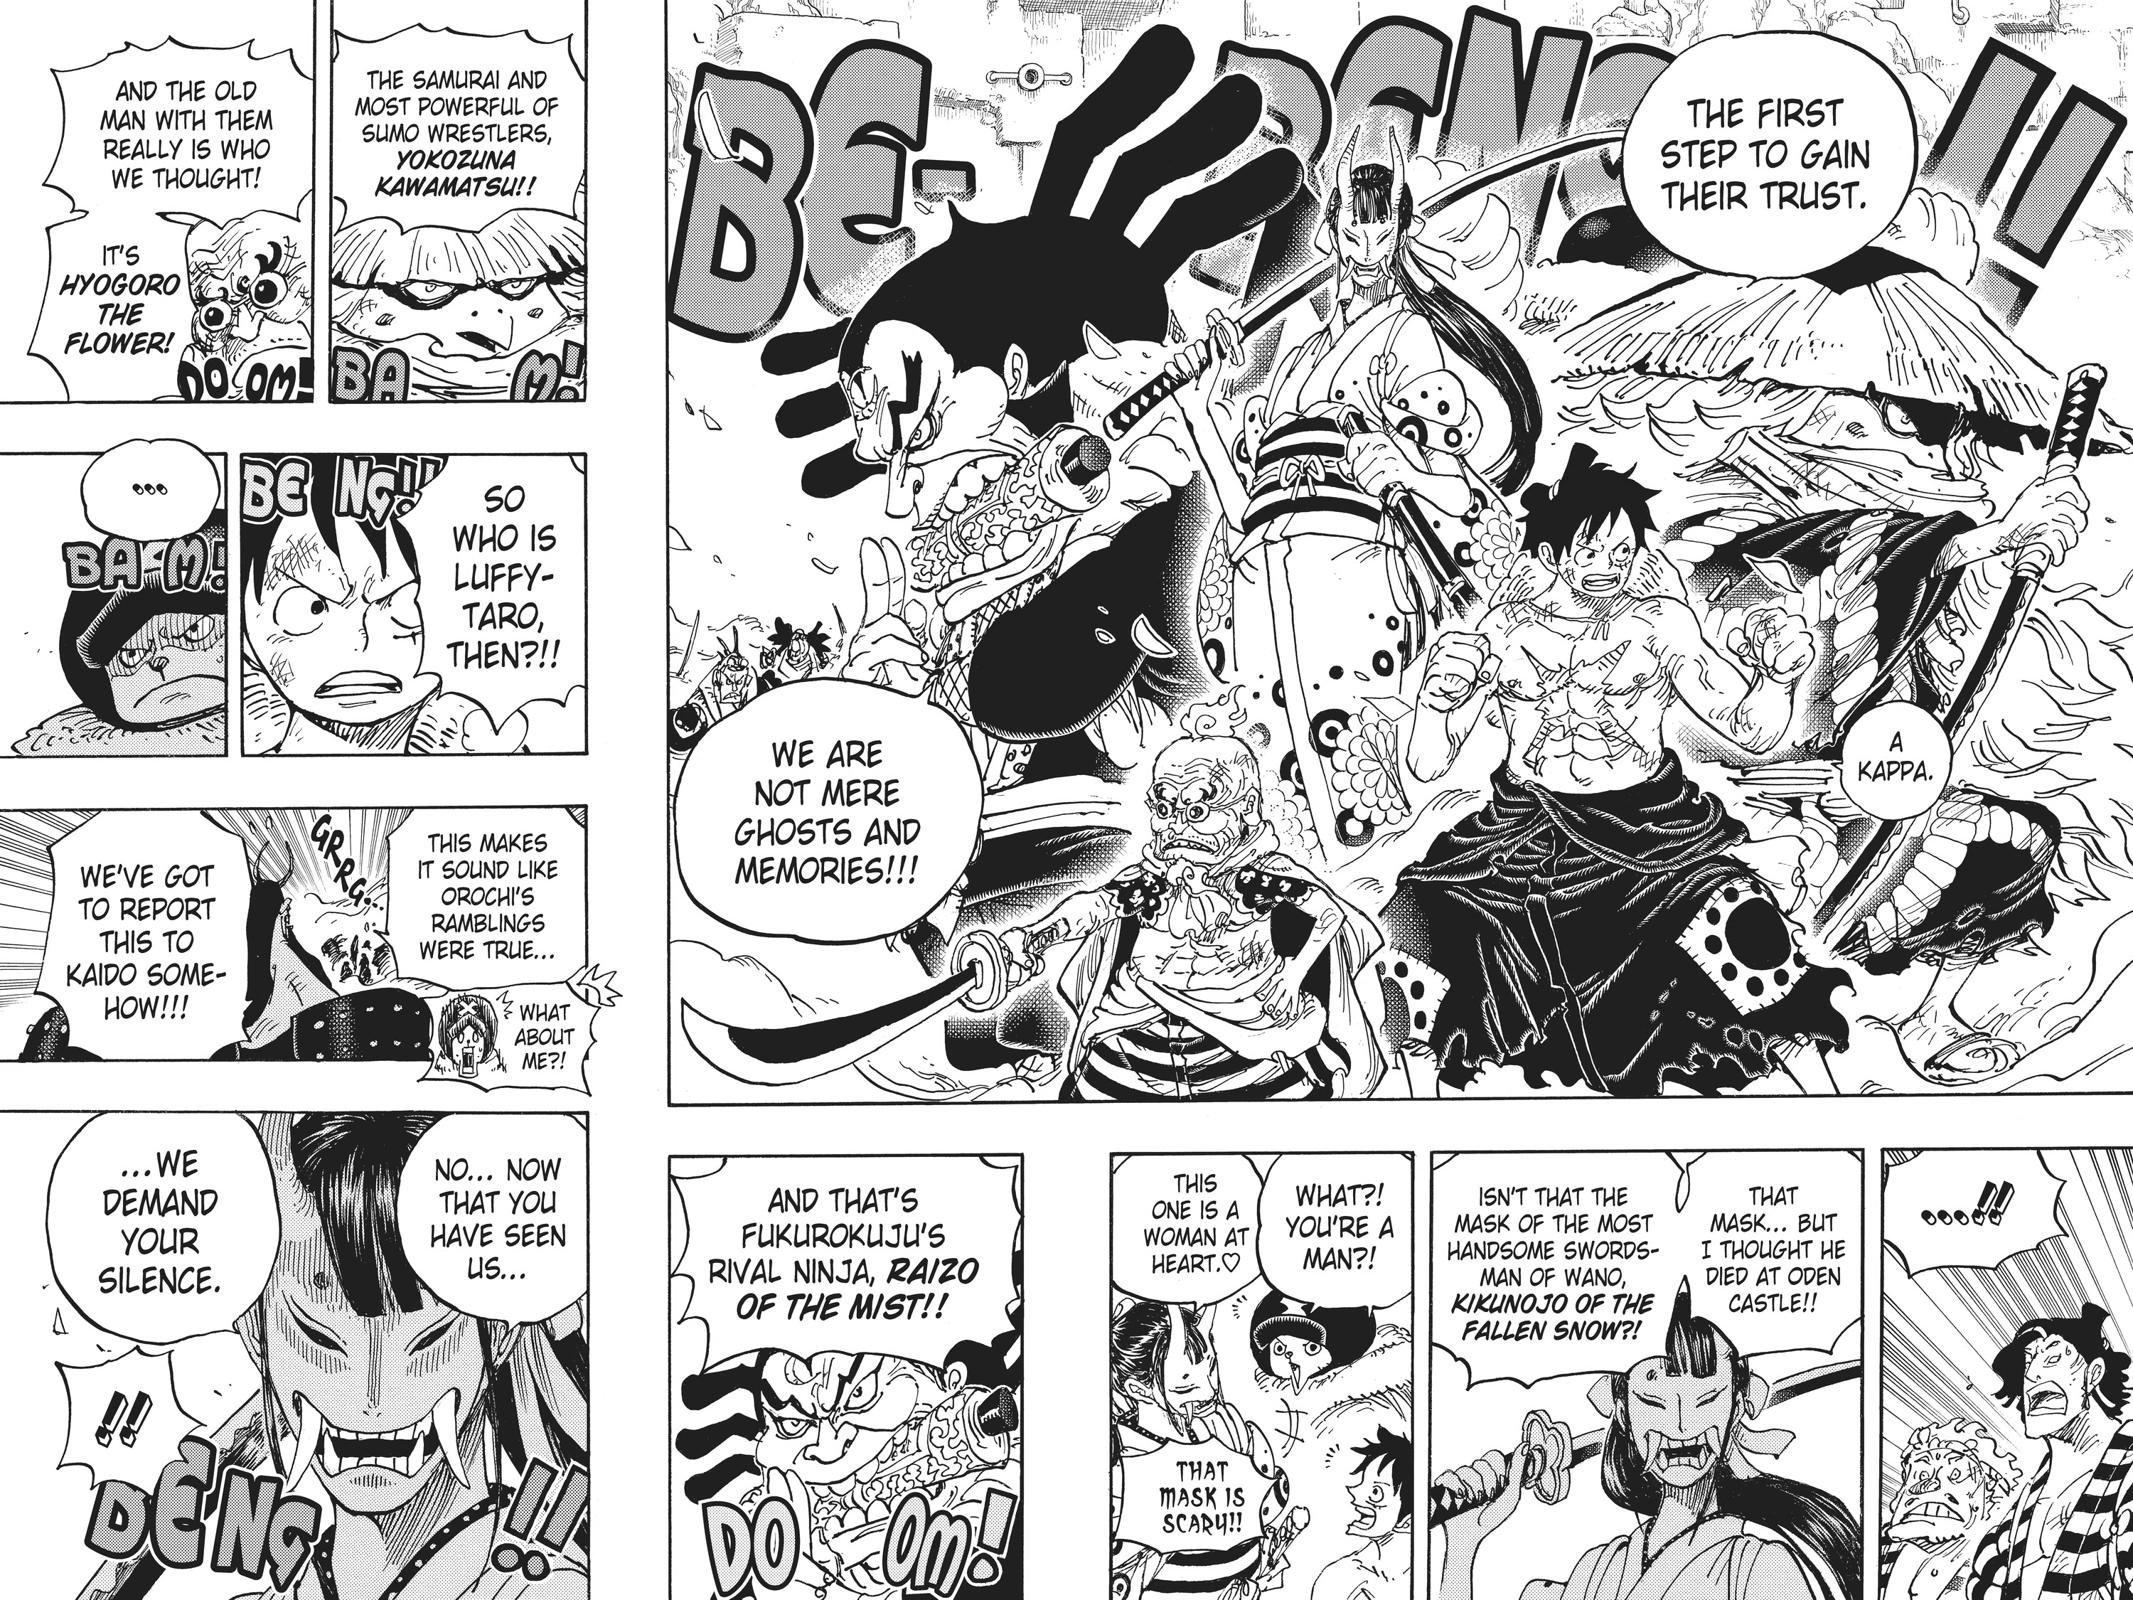 BE-BENG!!
THE FIRST
STEP TO GAIN
THEIR TRUST.
A
KAPPA.
WE ARE
NOT MERE
GHOSTS AND
MEMORIES!!!
....!!
THAT
MASK... BUT
I THOUGHT HE
DIED AT ODEN
CASTLE!!
ISN'T THAT THE
MASK OF THE MOST
HANDSOME SWORDS-
MAN OF WANO,
KIKUNOJO OF THE
FALLEN SNOW?!
WHAT?!
YOU'RE A
MAN?!
THIS
ONE IS A
WOMAN AT
HEART.♡
THAT
MASK IS
SCARY!!
AND THAT'S
FUKUROKUJU'S
RIVAL NINJA, RAIZO
OF THE MIST!!
DOOM!
THE SAMURAI AND
MOST POWERFUL OF
SUMO WRESTLERS,
YOKOZUNA
KAWAMATSU!!
BAM!
AND THE OLD
MAN WITH THEM
REALLY IS WHO
WE THOUGHT!
IT'S
HYOGORO
THE
FLOWER!
DOOM!
BENG!!
SO
WHO IS
LUFFY-
TARO,
THEN?!!
...
BAM!
THIS MAKES
IT SOUND LIKE
OROCHI'S
RAMBLINGS
WERE TRUE...
GRRG...
WHAT
ABOUT
ME?!
WE'VE GOT
TO REPORT
THIS TO
KAIDO SOME-
HOW!!!
NO... NOW
THAT YOU
HAVE SEEN
US...
...WE
DEMAND
YOUR
SILENCE.
!!
DENG!!